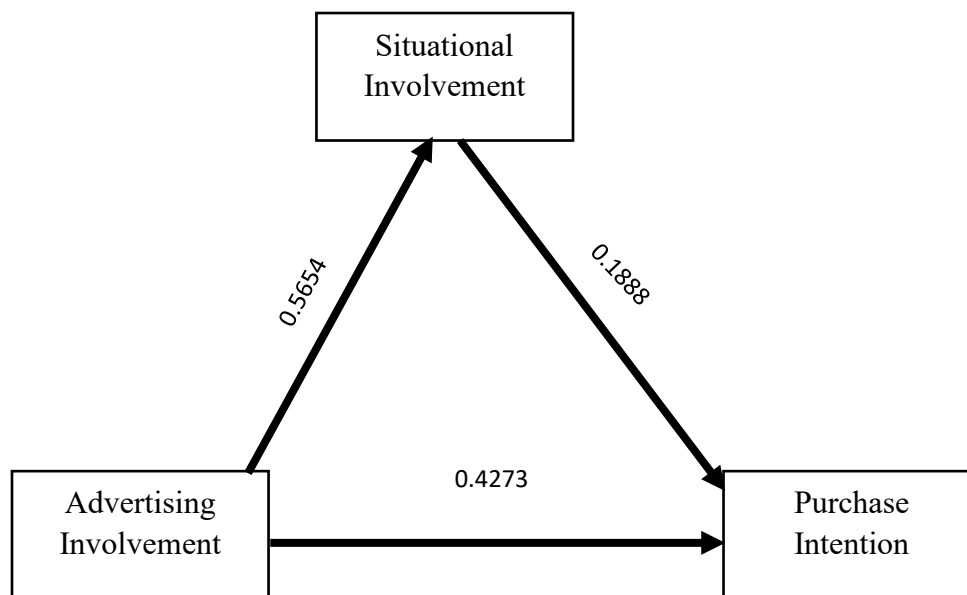 Situational
Involvement
0.5654
0.1888
0.4273
Advertising
Involvement
Purchase
Intention